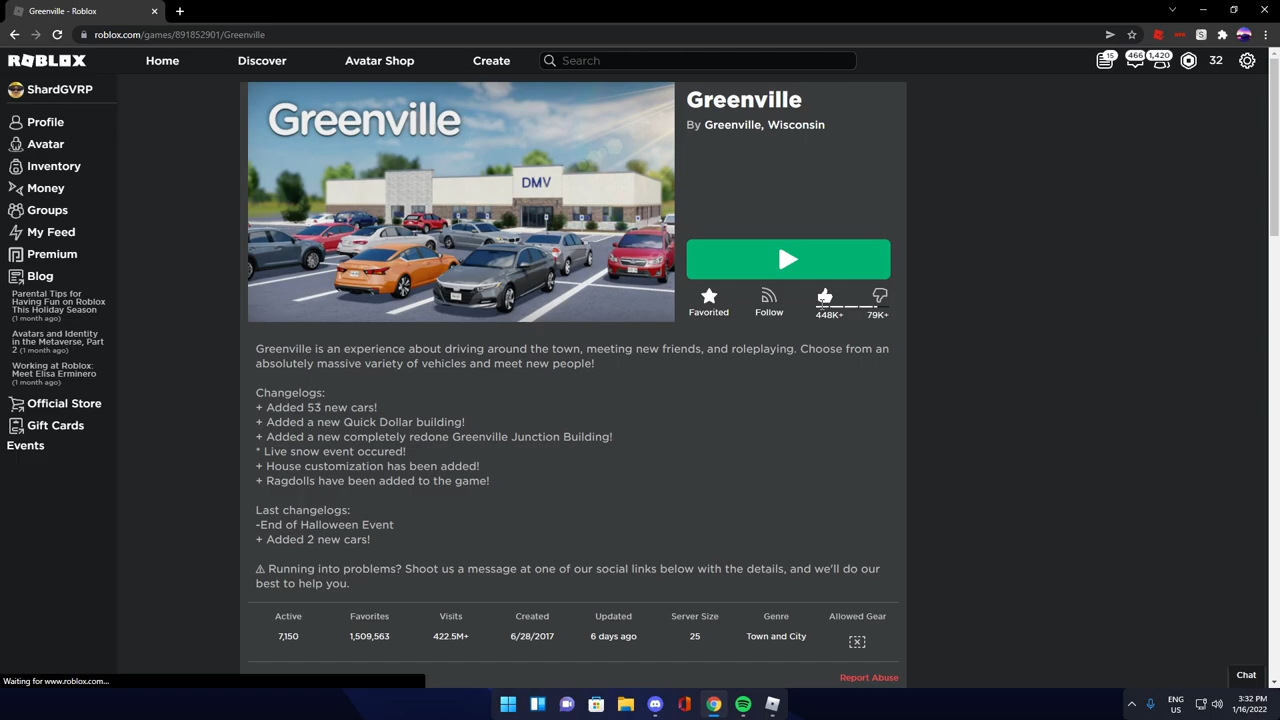 Greenville - Roblox
roblox.com/games/891852901/Greenville
ROBLOX
Home
Discover
Avatar Shop
Create
Search
15
466
1,420
32
ShardGVRP
Profile
Avatar
Inventory
Money
Groups
My Feed
Premium
Blog
Parental Tips for
Having Fun on Roblox
This Holiday Season
(1 month ago)
Avatars and Identity
in the Metaverse, Part
2 (1 month ago)
Working at Roblox:
Meet Elisa Erminero
(1 month ago)
Official Store
Gift Cards
Events
Greenville
DMV
Greenville
By Greenville, Wisconsin
Favorited
Follow
448K+
79K+
Greenville is an experience about driving around the town, meeting new friends, and roleplaying. Choose from an
absolutely massive variety of vehicles and meet new people!
Changelogs:
+ Added 53 new cars!
+ Added a new Quick Dollar building!
+ Added a new completely redone Greenville Junction Building!
* Live snow event occured!
+ House customization has been added!
+ Ragdolls have been added to the game!
Last changelogs:
-End of Halloween Event
+ Added 2 new cars!
⚠ Running into problems? Shoot us a message at one of our social links below with the details, and we'll do our
best to help you.
Active Favorites Visits Created Updated Server Size Genre Allowed Gear
7,150 1,509,563 422.5M+ 6/28/2017 6 days ago 25 Town and City
Report Abuse
Chat
Waiting for www.roblox.com...
ENG
US
3:32 PM
1/16/2022